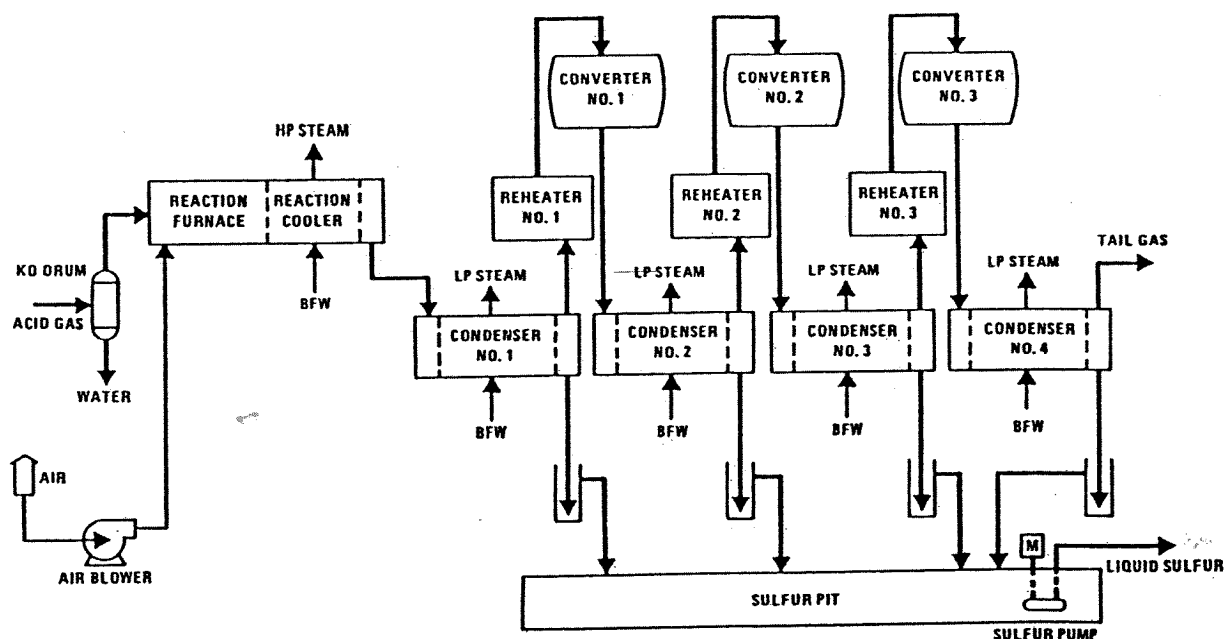 CONVERTER
NO. 1
CONVERTER
NO. 2
CONVERTER
NO. 3
HP STEAM
REACTION
FURNACE
REACTION
COOLER
REHEATER
NO. 1
REHEATER
NO. 2
REHEATER
NO. 3
TAIL GAS
KO DRUM
ACID GAS
BFW
LP STEAM
LP STEAM
LP STEAM
LP STEAM
CONDENSER
NO. 1
CONDENSER
NO. 2
CONDENSER
NO. 3
CONDENSER
NO. 4
WATER
BFW
BFW
BFW
BFW
AIR
AIR BLOWER
M
LIQUID SULFUR
SULFUR PIT
SULFUR PUMP